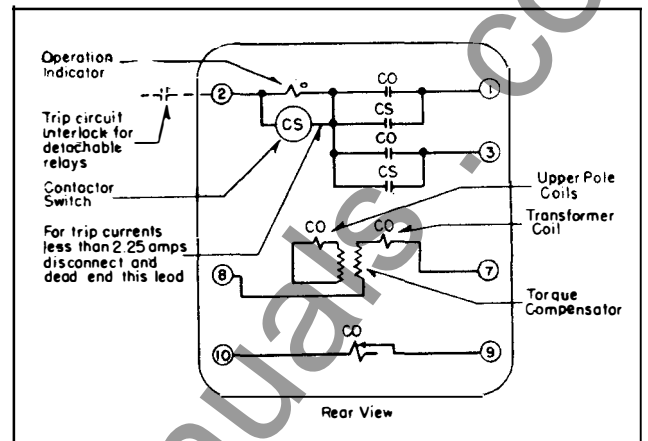 Operation
Indicator
CO
2
1
CS
CS
CO
Trip circuit
interlock for
detachable
relays
3
CS
Contactor
Switch
Upper Pole
Coils
Transformer
Coil
CO
CO
For trip currents
less than 2.25 amps
disconnect and
dead end this lead
8
7
Torque
Compensator
CO
10
9
Rear View